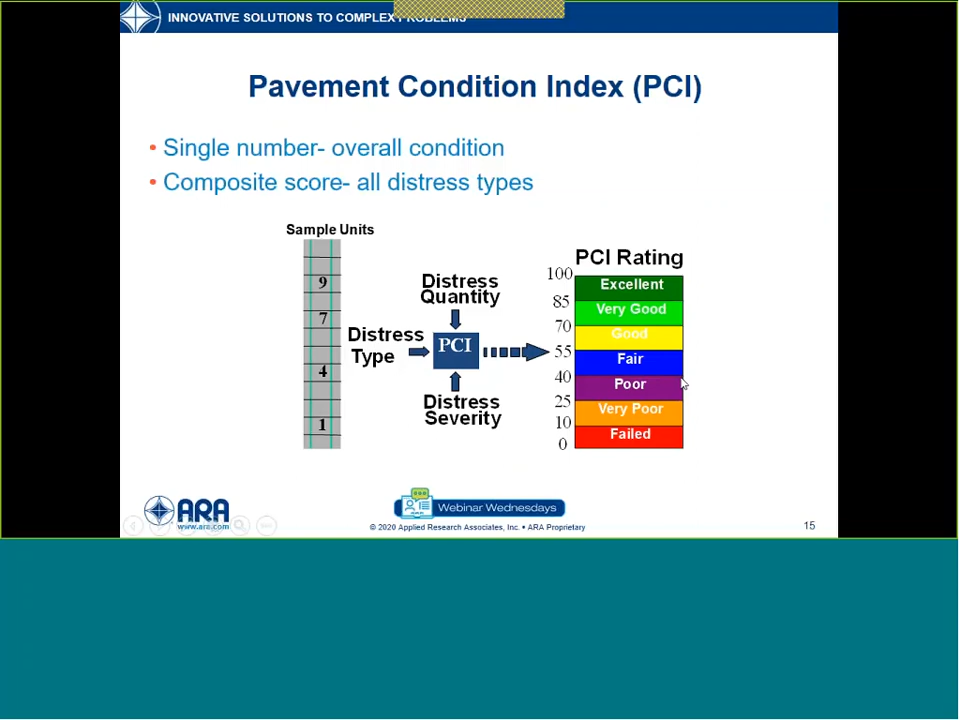 INNOVATIVE SOLUTIONS TO COMPLEX PROBLEMS
Pavement Condition Index (PCI)
• Single number- overall condition
• Composite score- all distress types
Sample Units
9
7
4
1
Distress
Quantity
Distress
Type
PCI
Distress
Severity
PCI Rating
100
Excellent
85
Very Good
70
Good
55
Fair
40
Poor
25
Very Poor
10
Failed
0
ARA
www.ara.com
Webinar Wednesdays
© 2020 Applied Research Associates, Inc. • ARA Proprietary
15